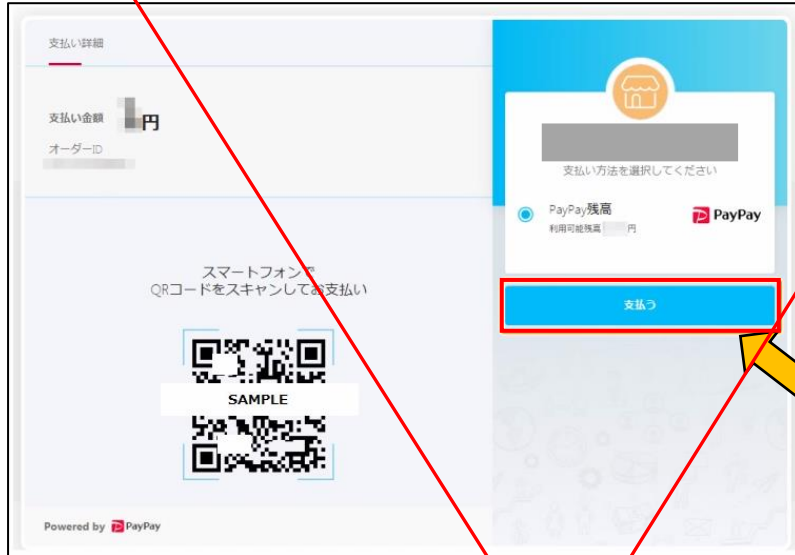 支払い詳細
支払い金額
円
オーダーID
スマートフォンで
QRコードをスキャンしてお支払い
SAMPLE
Powered by PayPay
支払い方法を選択してください
PayPay残高
利用可能残高 円
PayPay
支払う